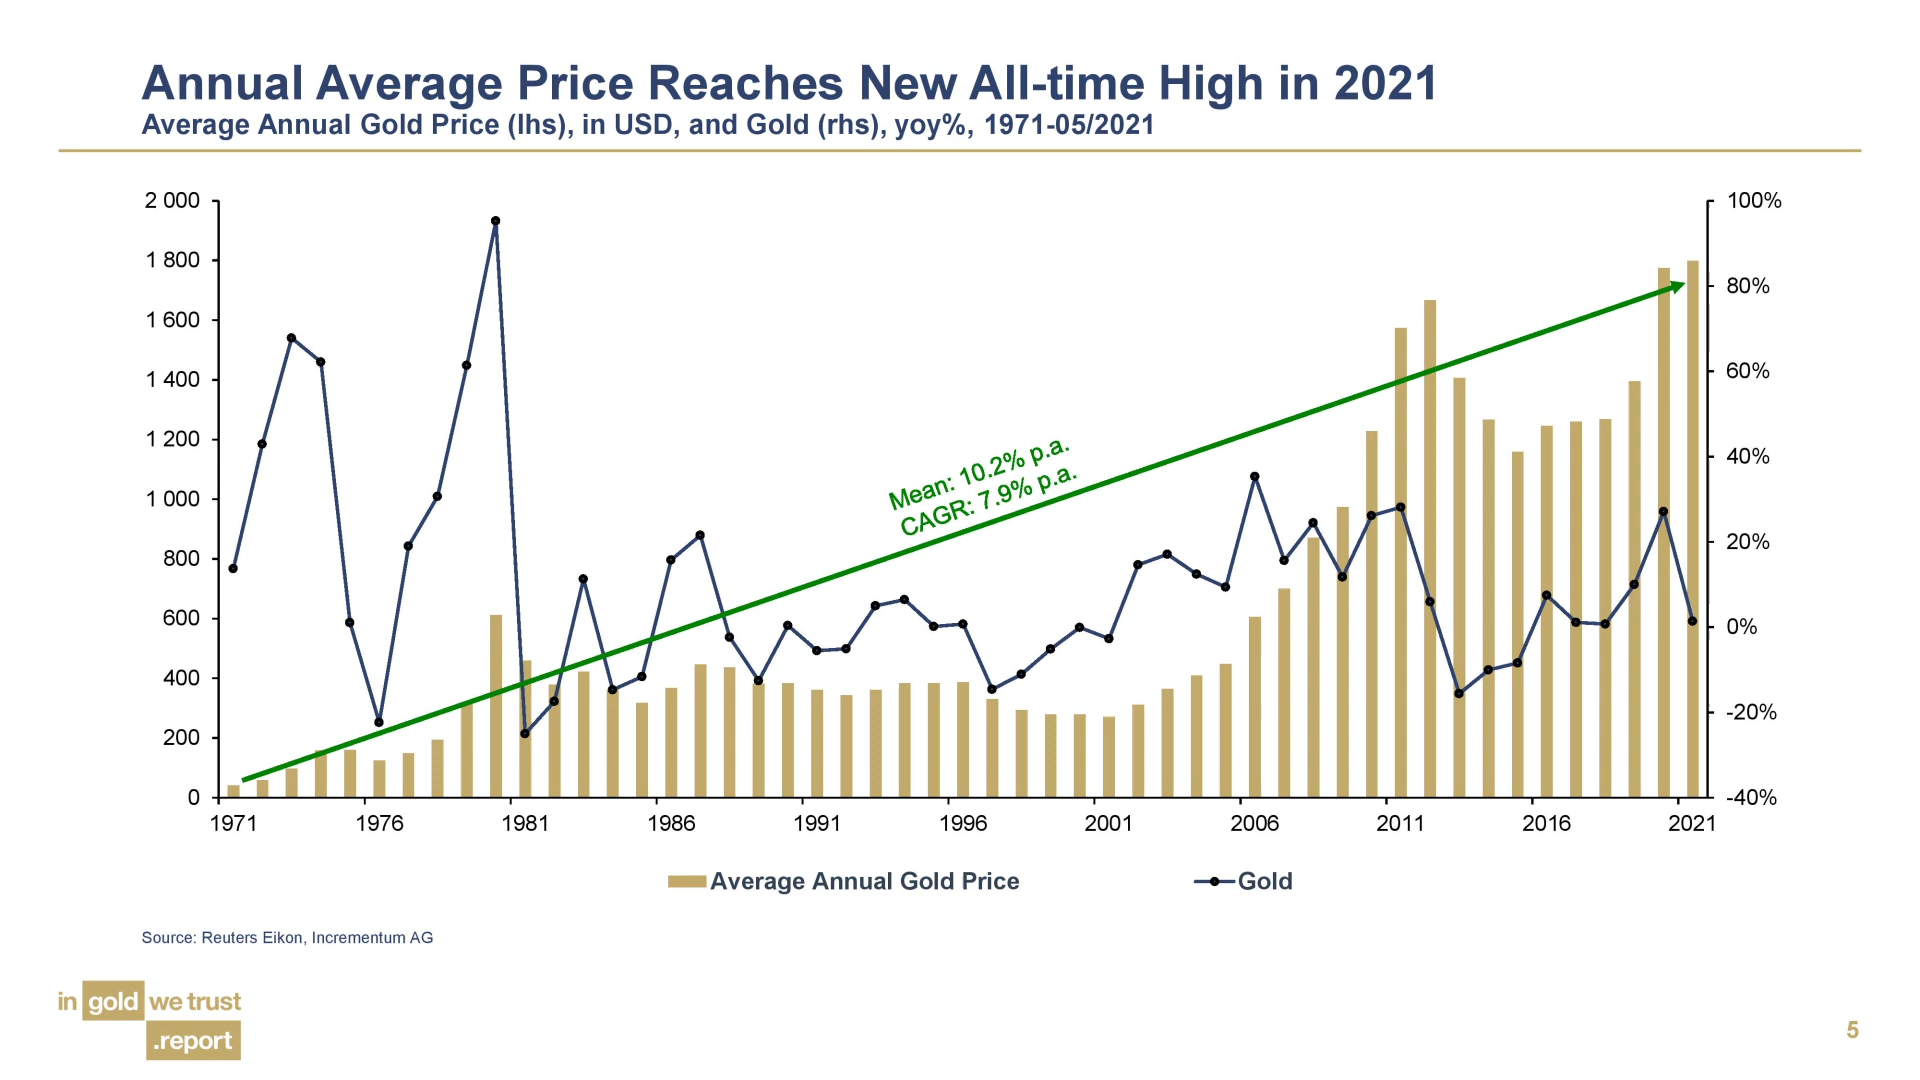 Annual Average Price Reaches New All-time High in 2021
Average Annual Gold Price (lhs), in USD, and Gold (rhs), yoy%, 1971-05/2021
2 000
1 800
1 600
1 400
1 200
1 000
800
600
400
200
0
100%
80%
60%
40%
20%
0%
-20%
-40%
Mean: 10.2% p.a.
CAGR: 7.9% p.a.
1971 1976 1981 1986 1991 1996 2001 2006 2011 2016 2021
Average Annual Gold Price Gold
Source: Reuters Eikon, Incrementum AG
in gold we trust
.report
5